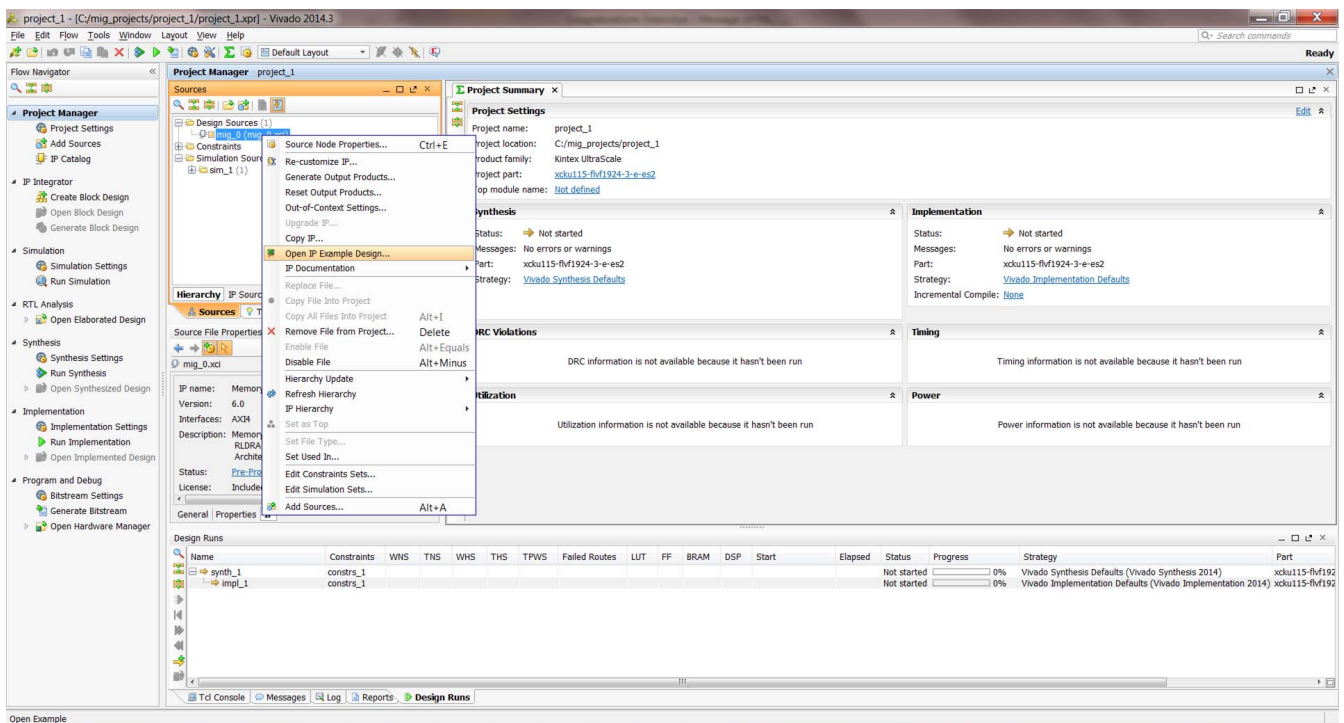 project_1 - [C:/mig_projects/project_1/project_1.xpr] - Vivado 2014.3
File Edit Flow Tools Window Layout View Help
Search commands
Default Layout
Ready
Flow Navigator
Project Manager
Project Settings
Add Sources
IP Catalog
IP Integrator
Create Block Design
Open Block Design
Generate Block Design
Simulation
Simulation Settings
Run Simulation
RTL Analysis
Open Elaborated Design
Synthesis
Synthesis Settings
Run Synthesis
Open Synthesized Design
Implementation
Implementation Settings
Run Implementation
Open Implemented Design
Program and Debug
Bitstream Settings
Generate Bitstream
Open Hardware Manager
Project Manager - project_1
Sources
Design Sources (1)
mig_0 (mig_0.xci)
Constraints
Simulation Sour
sim_1 (1)
Hierarchy IP Sourc
Sources T
Source File Properties
mig_0.xci
IP name: Memory
Version: 6.0
Interfaces: AXI4
Description: Memory
RLDRA
Archite
Status: Pre-Pro
License: Include
General Properties IP
Source Node Properties... Ctrl+E
Re-customize IP...
Generate Output Products...
Reset Output Products...
Out-of-Context Settings...
Upgrade IP...
Copy IP...
Open IP Example Design...
IP Documentation
Replace File...
Copy File Into Project
Copy All Files Into Project Alt+I
Remove File from Project... Delete
Enable File Alt+Equals
Disable File Alt+Minus
Hierarchy Update
Refresh Hierarchy
IP Hierarchy
Set as Top
Set File Type...
Set Used In...
Edit Constraints Sets...
Edit Simulation Sets...
Add Sources... Alt+A
Project Summary
Project Settings Edit
Project name: project_1
Project location: C:/mig_projects/project_1
Product family: Kintex UltraScale
Project part: xcku115-flvf1924-3-e-es2
Top module name: Not defined
Synthesis
Status: Not started
Messages: No errors or warnings
Part: xcku115-flvf1924-3-e-es2
Strategy: Vivado Synthesis Defaults
Implementation
Status: Not started
Messages: No errors or warnings
Part: xcku115-flvf1924-3-e-es2
Strategy: Vivado Implementation Defaults
Incremental Compile: None
DRC Violations
DRC information is not available because it hasn't been run
Timing
Timing information is not available because it hasn't been run
Utilization
Utilization information is not available because it hasn't been run
Power
Power information is not available because it hasn't been run
Design Runs
Name Constraints WNS TNS WHS THS TPWS Failed Routes LUT FF BRAM DSP Start Elapsed Status Progress Strategy Part
synth_1 constrs_1 Not started 0% Vivado Synthesis Defaults (Vivado Synthesis 2014) xcku115-flvf192
impl_1 constrs_1 Not started 0% Vivado Implementation Defaults (Vivado Implementation 2014) xcku115-flvf192
Tcl Console Messages Log Reports Design Runs
Open Example